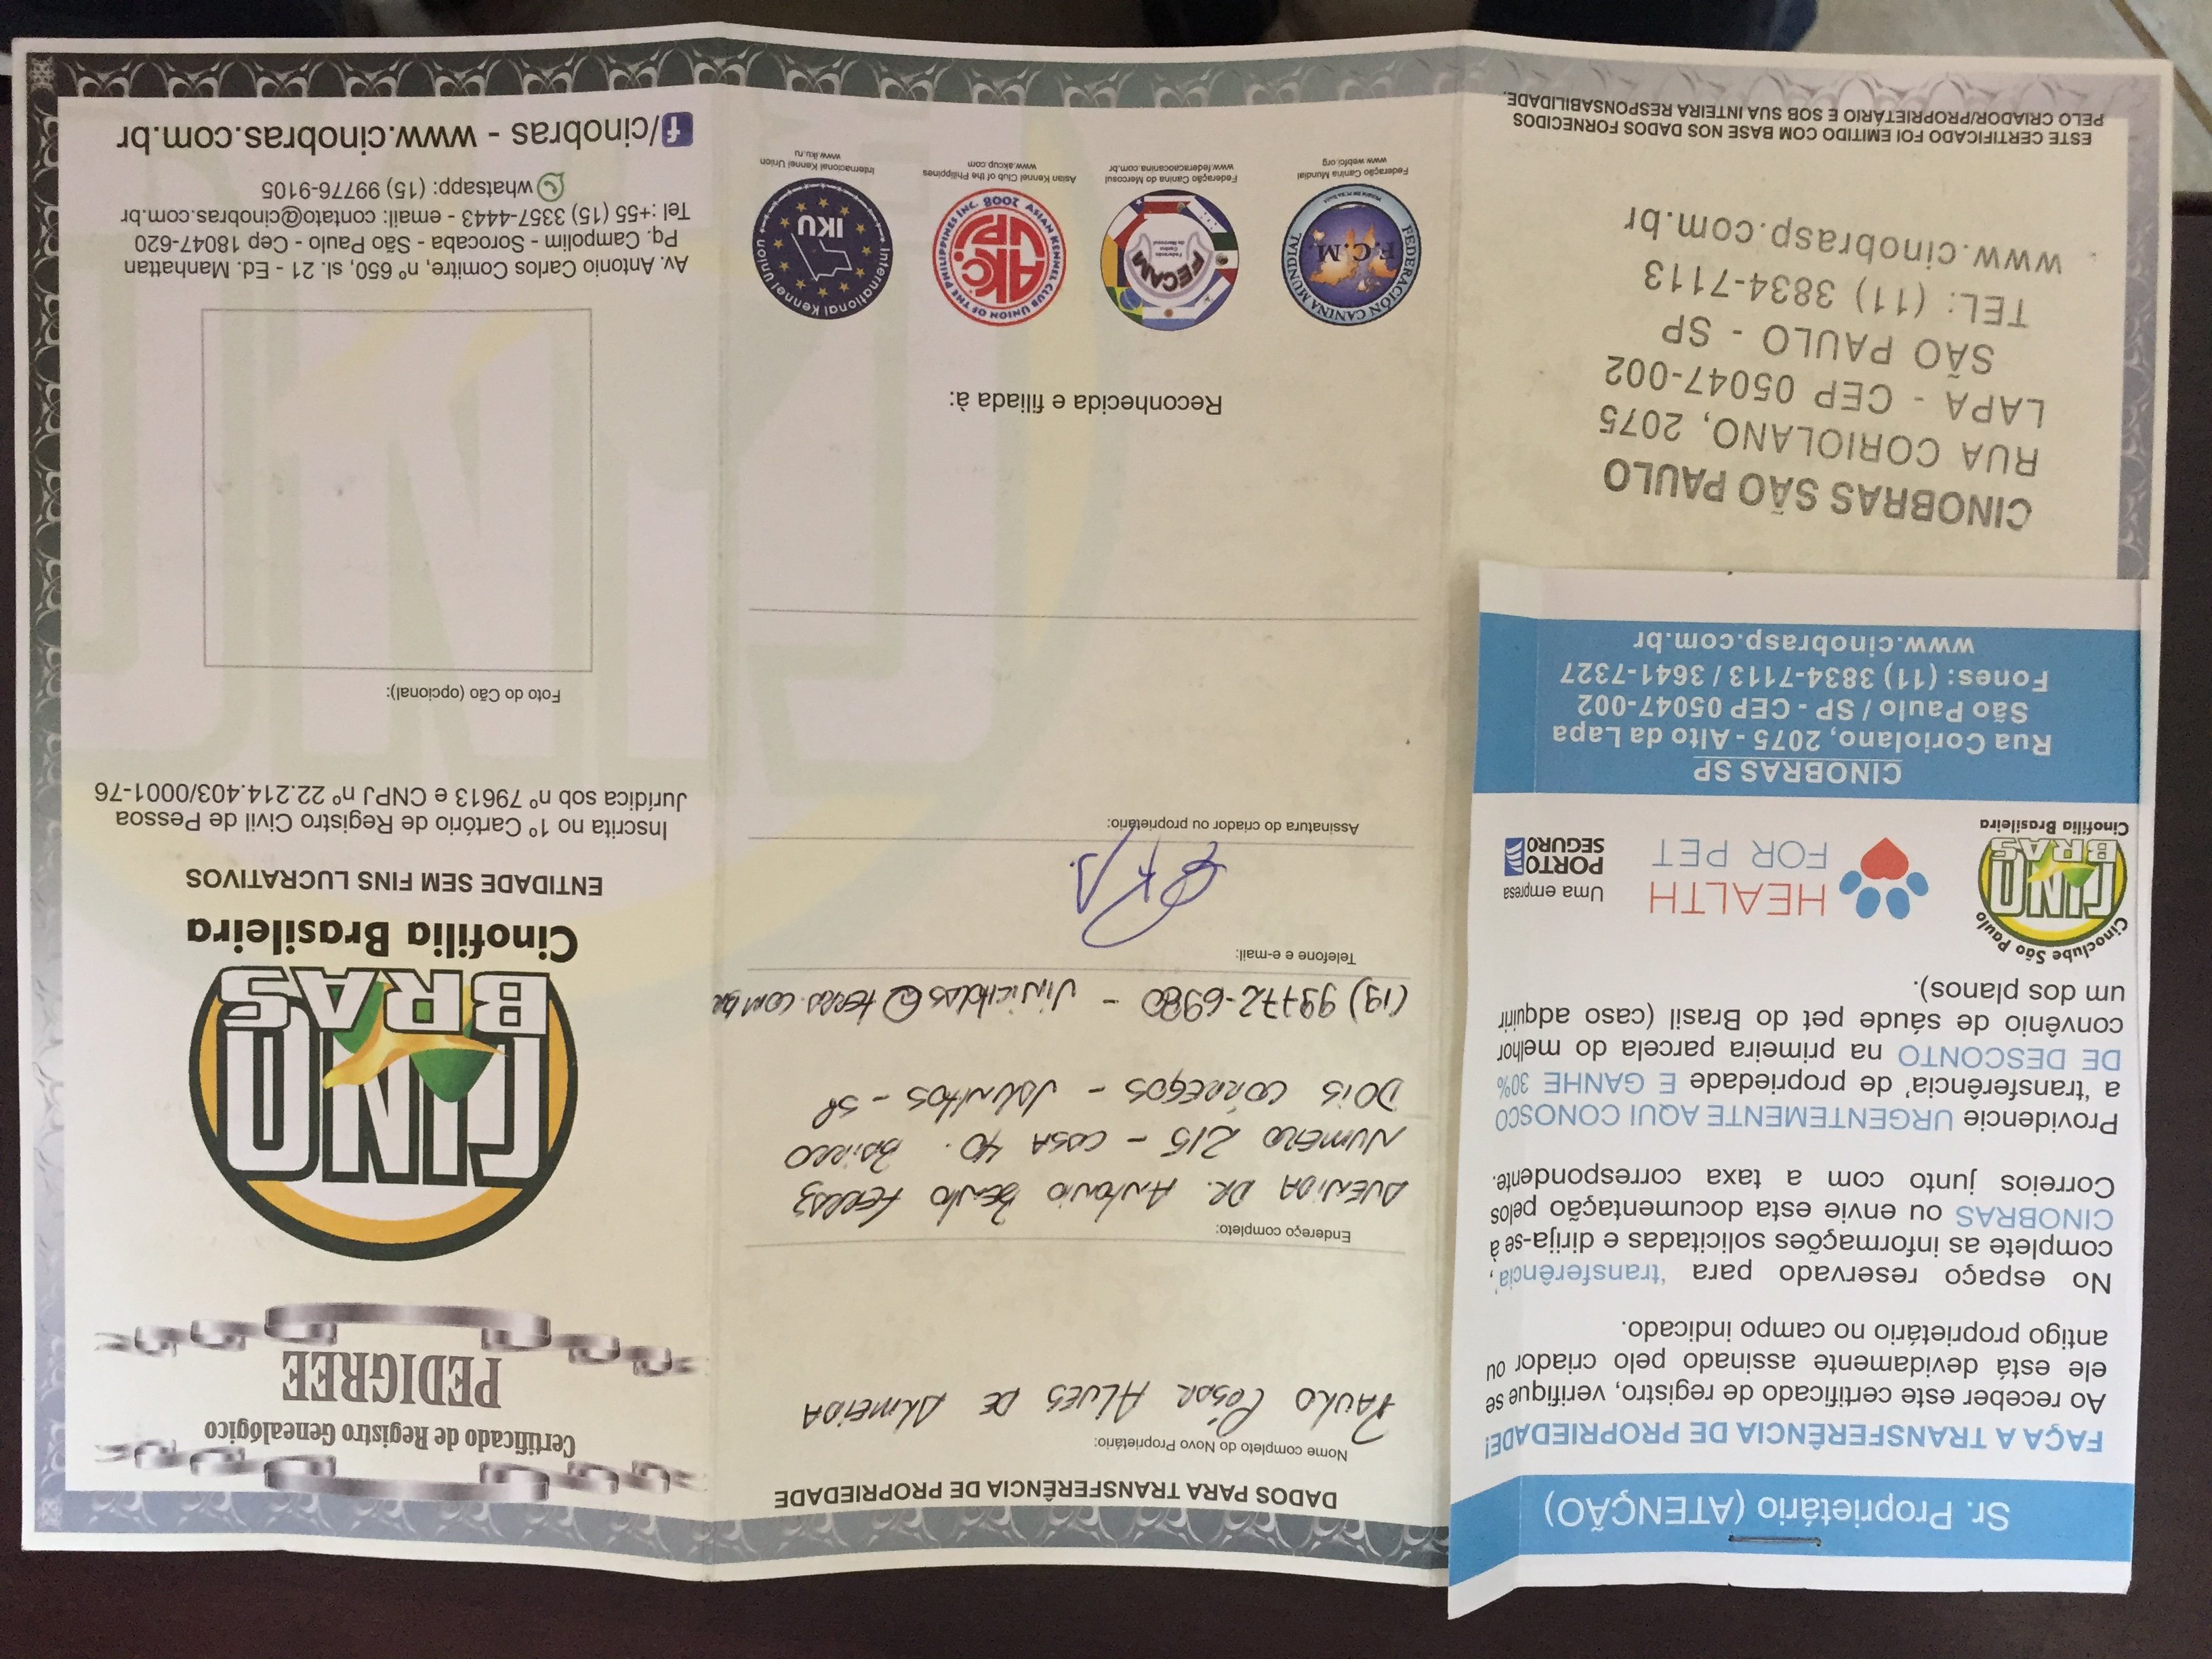 Sr. Proprietário (ATENÇÃO)
FAÇA A TRANSFERÊNCIA DE PROPRIEDADE!
Ao receber este certificado de registro, verifique se
ele está devidamente assinado pelo criador ou
antigo proprietário no campo indicado.
No espaço reservado para 'transferência',
complete as informações solicitadas e dirija-se à
CINOBRAS ou envie esta documentação pelos
Correios junto com a taxa correspondente.
Providencie URGENTEMENTE AQUI CONOSCO
a 'transferência' de propriedade E GANHE 30%
DE DESCONTO na primeira parcela do melhor
convênio de sáude pet do Brasil (caso adquirir
um dos planos).
Cinoclube São Paulo
CINO
BRAS
Cinofilia Brasileira
HEALTH
FOR PET
Uma empresa
PORTO
SEGURO
CINOBRAS SP
Rua Coriolano, 2075 - Alto da Lapa
São Paulo / SP - CEP 05047-002
Fones: (11) 3834-7113 / 3641-7327
www.cinobrasp.com.br
CINOBRAS SÃO PAULO
RUA CORIOLANO, 2075
LAPA - CEP 05047-002
SÃO PAULO - SP
TEL: (11) 3834-7113
www.cinobrasp.com.br
ESTE CERTIFICADO FOI EMITIDO COM BASE NOS DADOS FORNECIDOS
PELO CRIADOR/PROPRIETÁRIO E SOB SUA INTEIRA RESPONSABILIDADE.
DADOS PARA TRANSFERÊNCIA DE PROPRIEDADE
Nome completo do Novo Proprietário:
PAULO CÉSAR ALVES DE ALMEIDA
Endereço completo:
AVENIDA DR. ANTONIO BENTO FERRAZ
NUMERO 215 - CASA 40. BAIRRO
DOIS CÓRREGOS - VALINHOS - SP
(19) 99772-6980 -
Telefone e e-mail:
Assinatura do criador ou proprietário:
Reconhecida e filiada à:
FEDERACIÓN CANINA MUNDIAL
F.C.M.
Federação Canina Mundial
www.webfci.org
FECAM
Federação
Canina
do Mercosul
Federação Canina do Mercosul
www.federacaocanina.com.br
ASIAN KENNEL CLUB UNION OF THE PHILIPPINES INC. 2008
AKCUP
Asian Kennel Club of the Philippines
www.akcup.com
International Kennel Union
IKU
Internacional Kennel Union
www.iku.ru
Certificado de Registro Genealógico
PEDIGREE
CINO
BRAS
Cinofilia Brasileira
ENTIDADE SEM FINS LUCRATIVOS
Inscrita no 1º Cartório de Registro Civil de Pessoa
Jurídica sob nº 79613 e CNPJ nº 22.214.403/0001-76
Foto do Cão (opcional):
Av. Antonio Carlos Comitre, nº 650, sl. 21 - Ed. Manhattan
Pq. Campolim - Sorocaba - São Paulo - Cep 18047-620
Tel :+55 (15) 3357-4443 - email: contato@cinobras.com.br
whatsapp: (15) 99776-9105
f/cinobras - www.cinobras.com.br